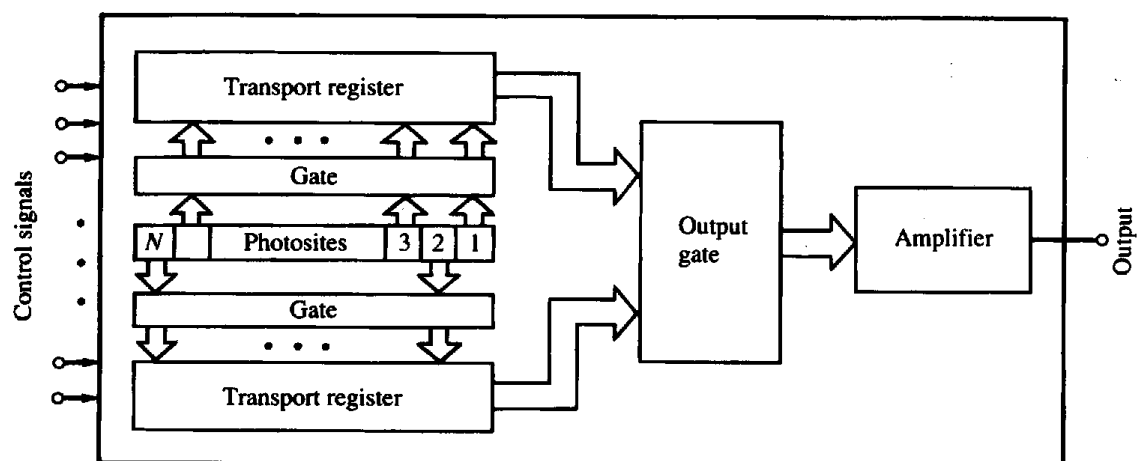 Control signals
Transport register
Gate
N Photosites 3 2 1
Gate
Transport register
Output
gate
Amplifier
Output